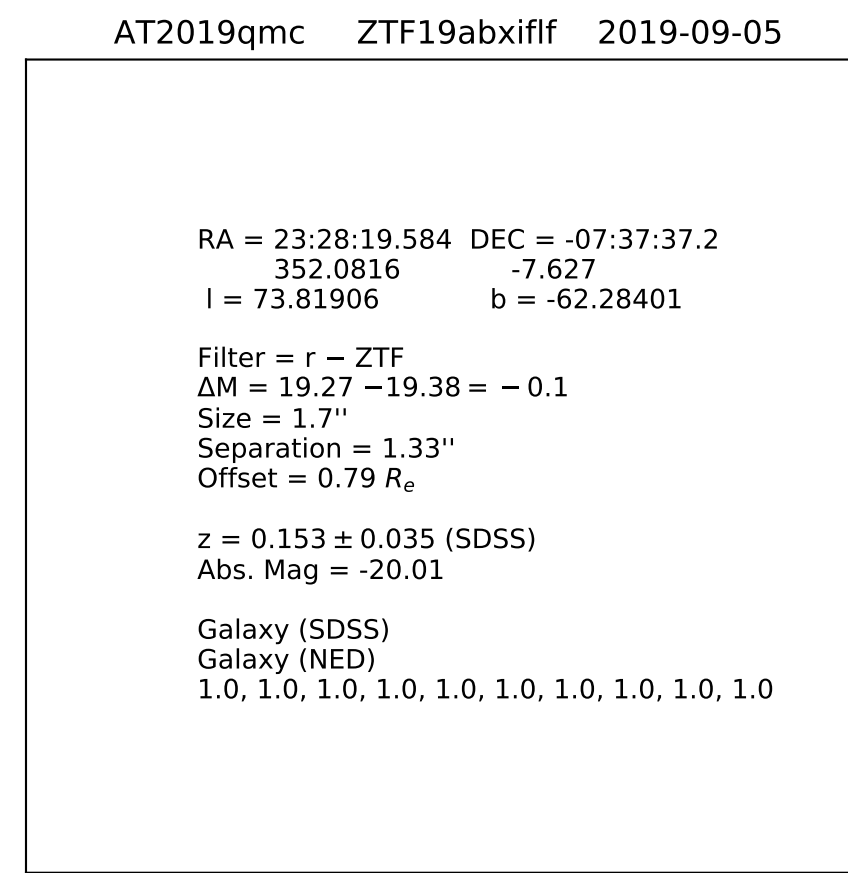 AT2019qmc ZTF19abxiflf 2019-09-05
RA = 23:28:19.584 DEC = -07:37:37.2
352.0816 -7.627
l = 73.81906 b = -62.28401
Filter = r − ZTF
ΔM = 19.27 −19.38 = − 0.1
Size = 1.7''
Separation = 1.33''
Offset = 0.79 Rₑ
z = 0.153 ± 0.035 (SDSS)
Abs. Mag = -20.01
Galaxy (SDSS)
Galaxy (NED)
1.0, 1.0, 1.0, 1.0, 1.0, 1.0, 1.0, 1.0, 1.0, 1.0